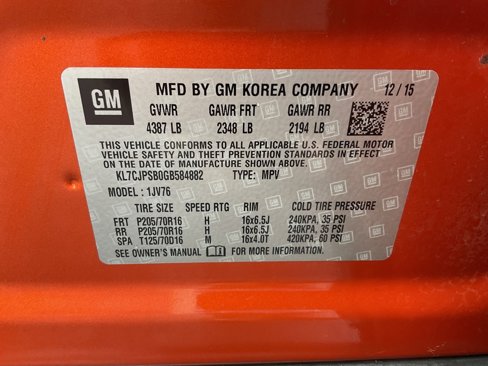 GM
MFD BY GM KOREA COMPANY 12/15
GVWR GAWR FRT GAWR RR
4387 LB 2348 LB 2194 LB
THIS VEHICLE CONFORMS TO ALL APPLICABLE U.S. FEDERAL MOTOR
VEHICLE SAFETY, BUMPER, AND THEFT PREVENTION STANDARDS IN EFFECT
ON THE DATE OF MANUFACTURE SHOWN ABOVE.
KL7CJPSB0GB584882 TYPE: MPV
MODEL: 1JV76
TIRE SIZE SPEED RTG RIM COLD TIRE PRESSURE
FRT P205/70R16 H 16x6.5J 240KPA, 35 PSI
RR P205/70R16 H 16x6.5J 240KPA, 35 PSI
SPA T125/70D16 M 16x4.0T 420KPA, 60 PSI
SEE OWNER'S MANUAL FOR MORE INFORMATION.